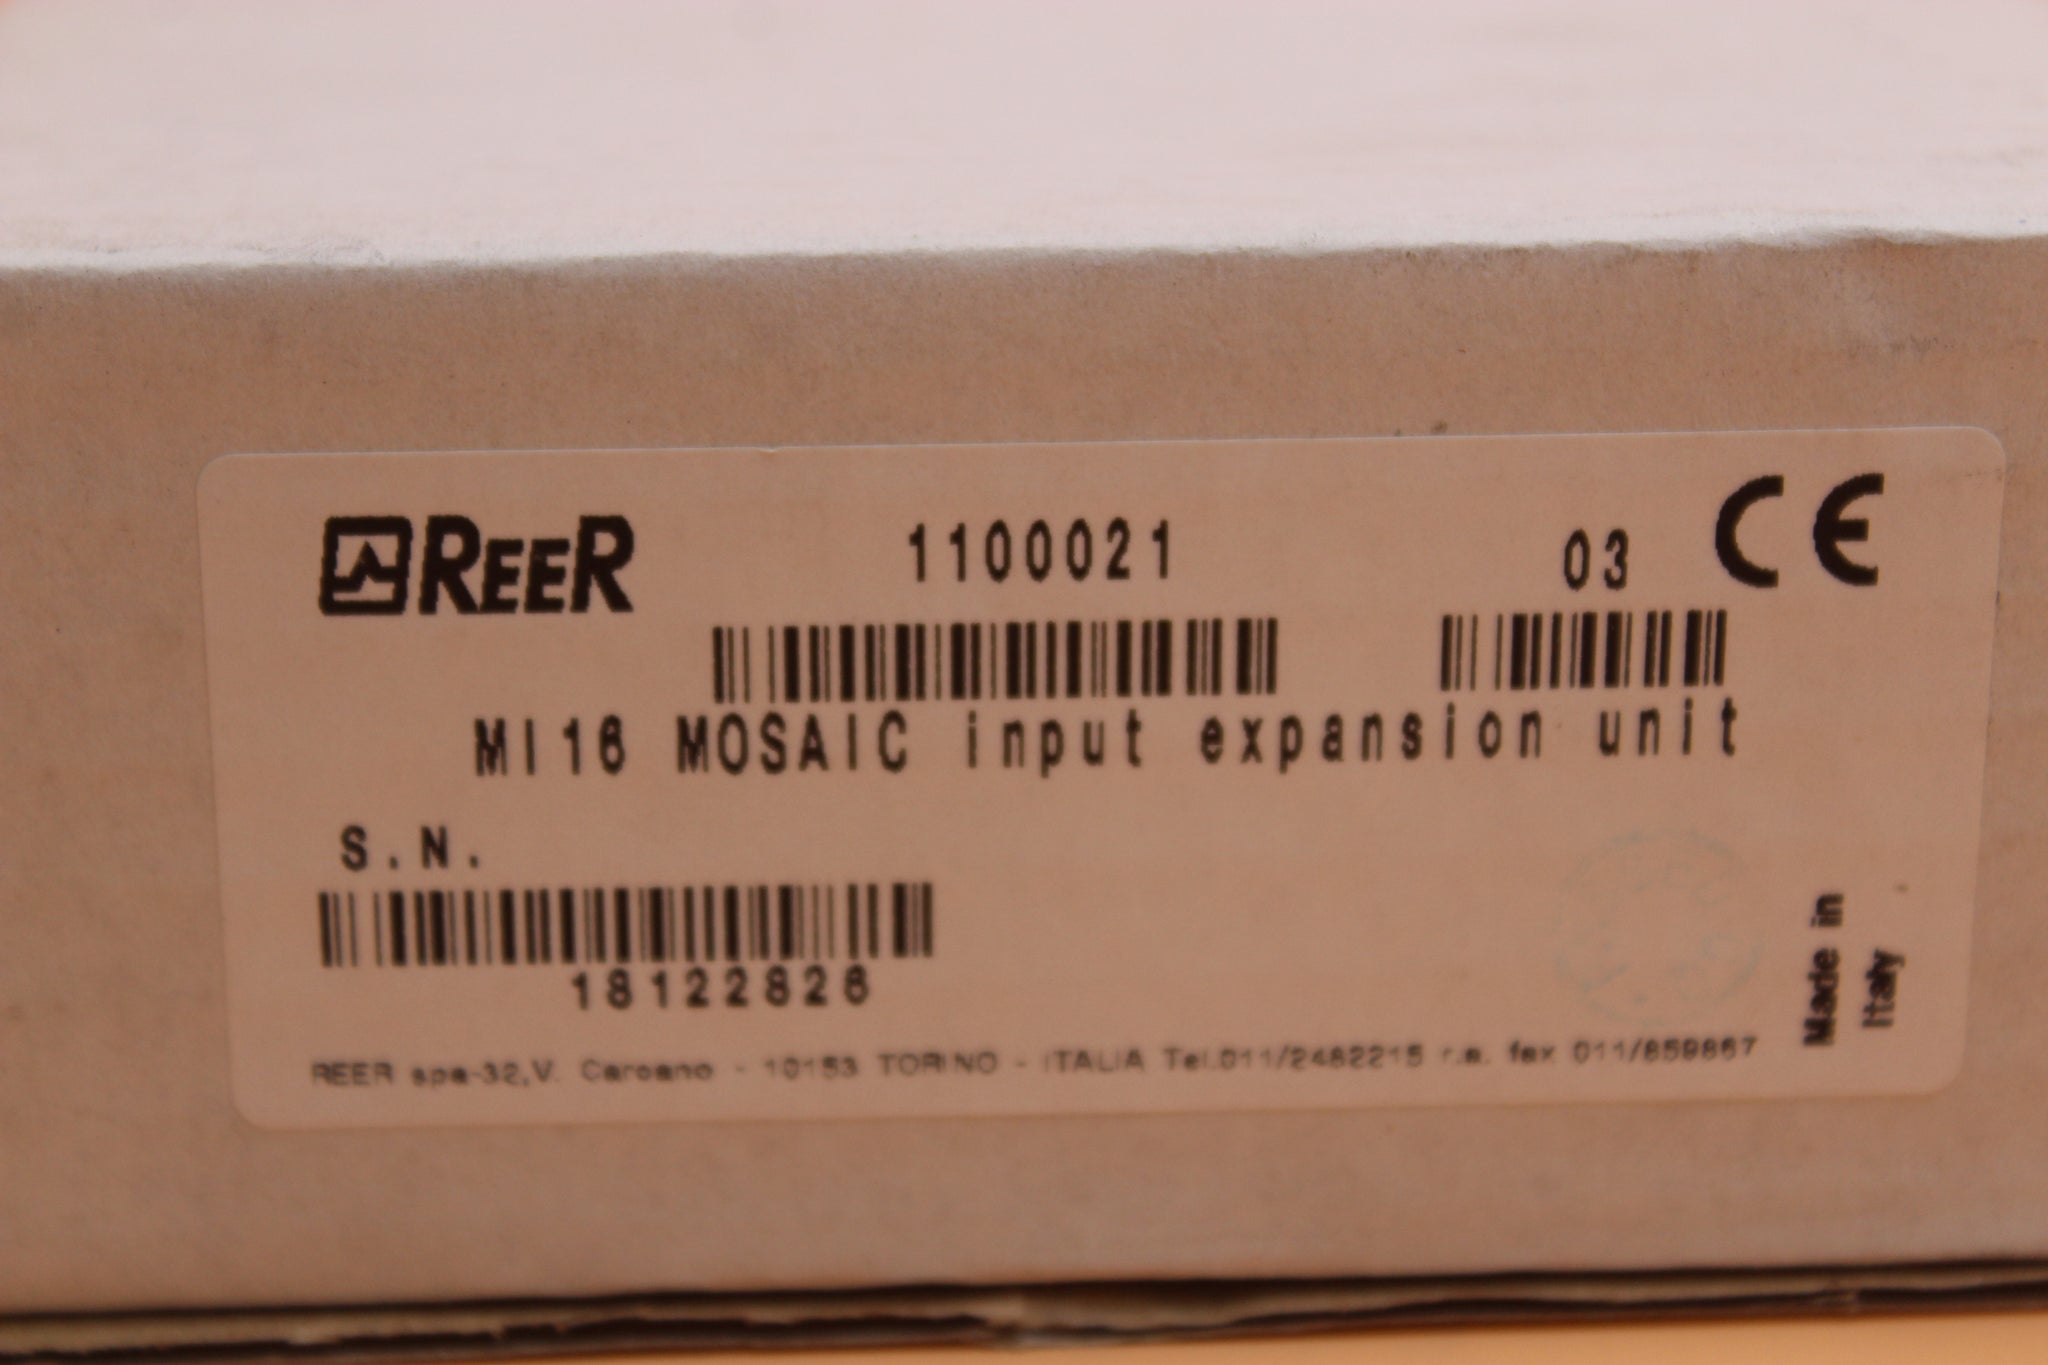 REER 1100021 03 CE
MI16 MOSAIC input expansion unit
S.N.
18122828
REER spa-32,V. Carcano - 10153 TORINO - ITALIA Tel.011/2482215 r.a. fax 011/859867
Made in
Italy